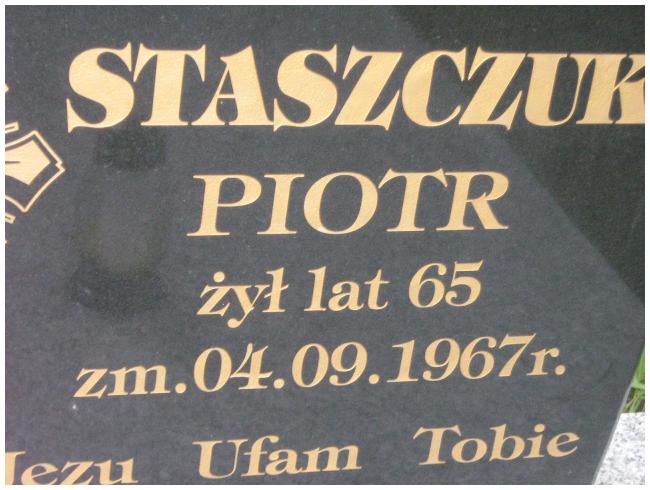 STASZCZUK
PIOTR
żył lat 65
zm.04.09.1967r.
Jezu Ufam Tobie